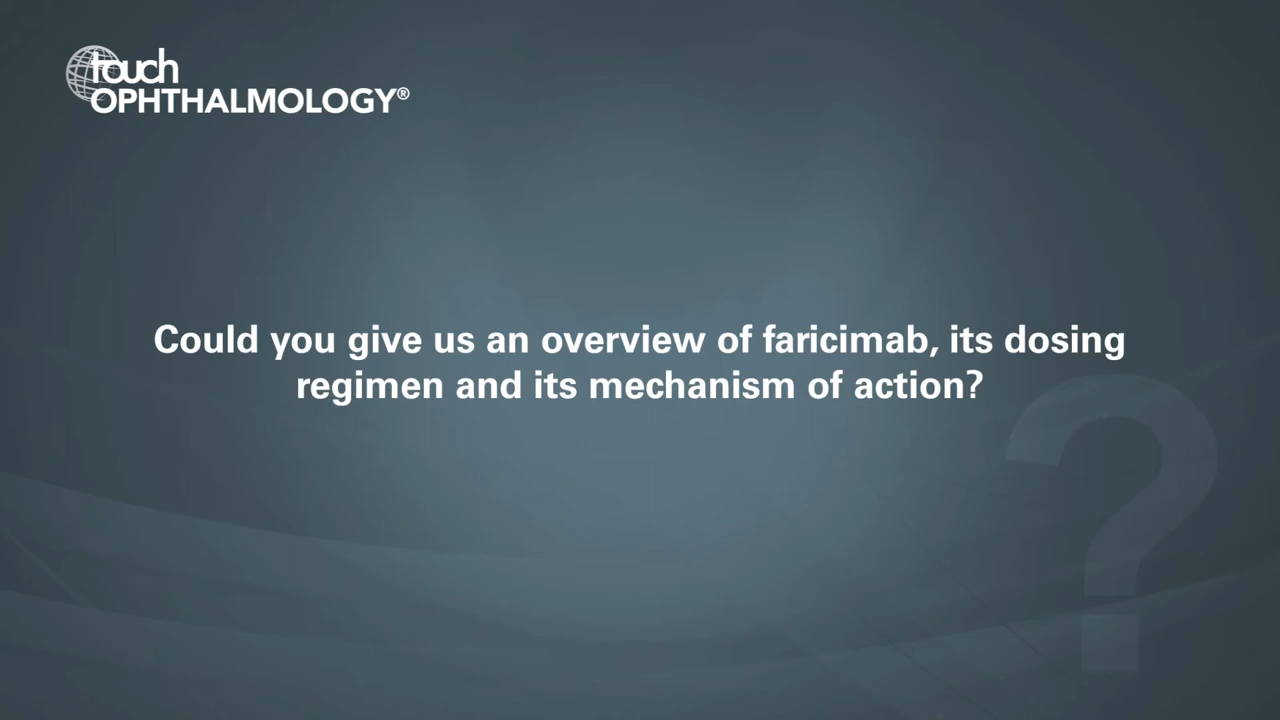 touch
OPHTHALMOLOGY®
Could you give us an overview of faricimab, its dosing
regimen and its mechanism of action?
?